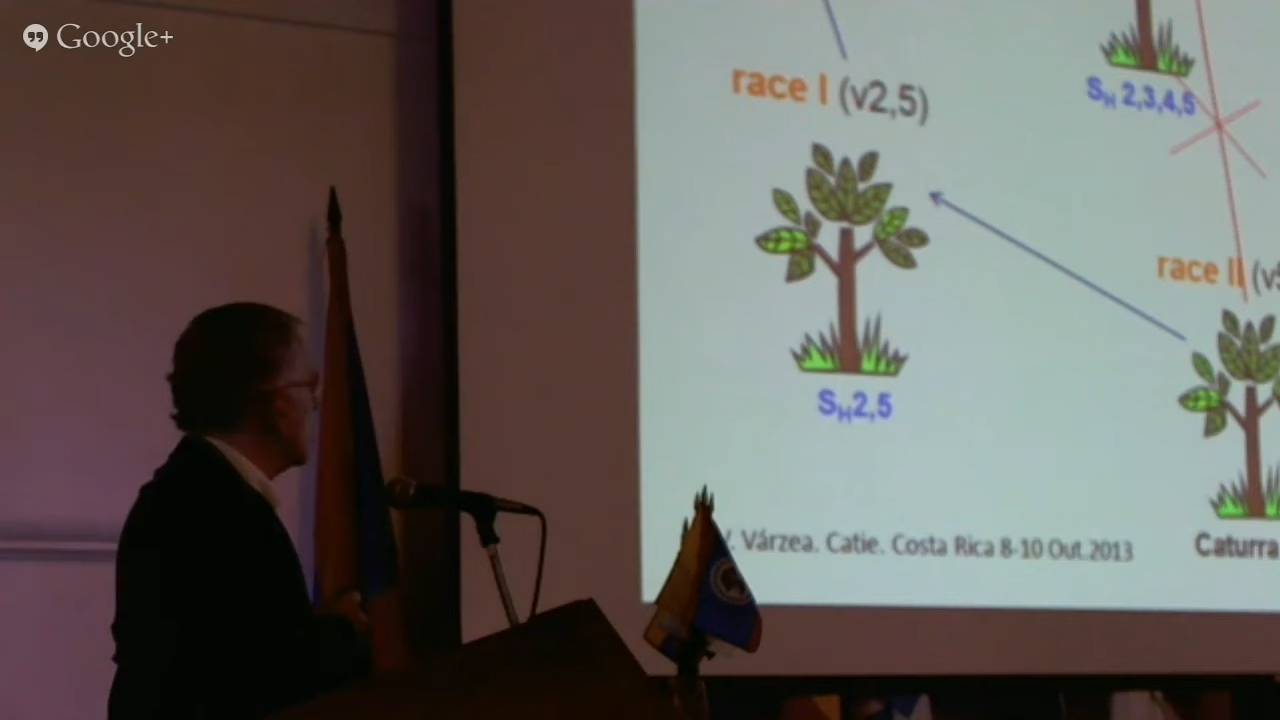 Google+
race I (v2,5)
SH 2,3,4,5
race II (v5
SH2,5
V. Várzea. Catie. Costa Rica 8-10 Out.2013
Caturra